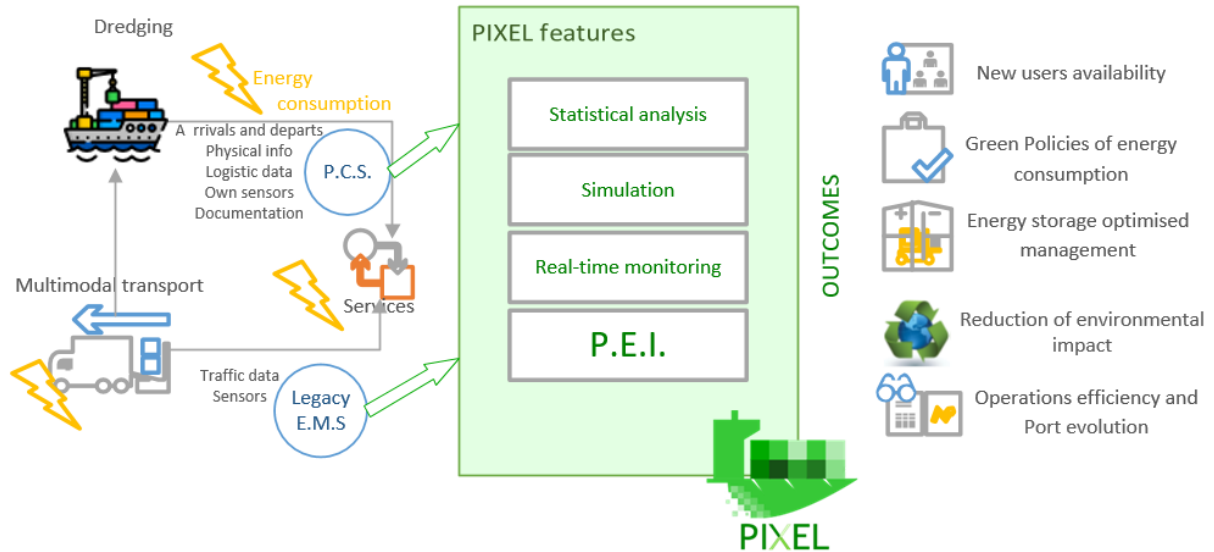 Dredging
Energy
consumption
A rrivals and departs
Physical info
Logistic data
Own sensors
Documentation
P.C.S.
Multimodal transport
Services
Traffic data
Sensors
Legacy
E.M.S
PIXEL features
Statistical analysis
Simulation
Real-time monitoring
P.E.I.
PIXEL
OUTCOMES
New users availability
Green Policies of energy
consumption
Energy storage optimised
management
Reduction of environmental
impact
Operations efficiency and
Port evolution